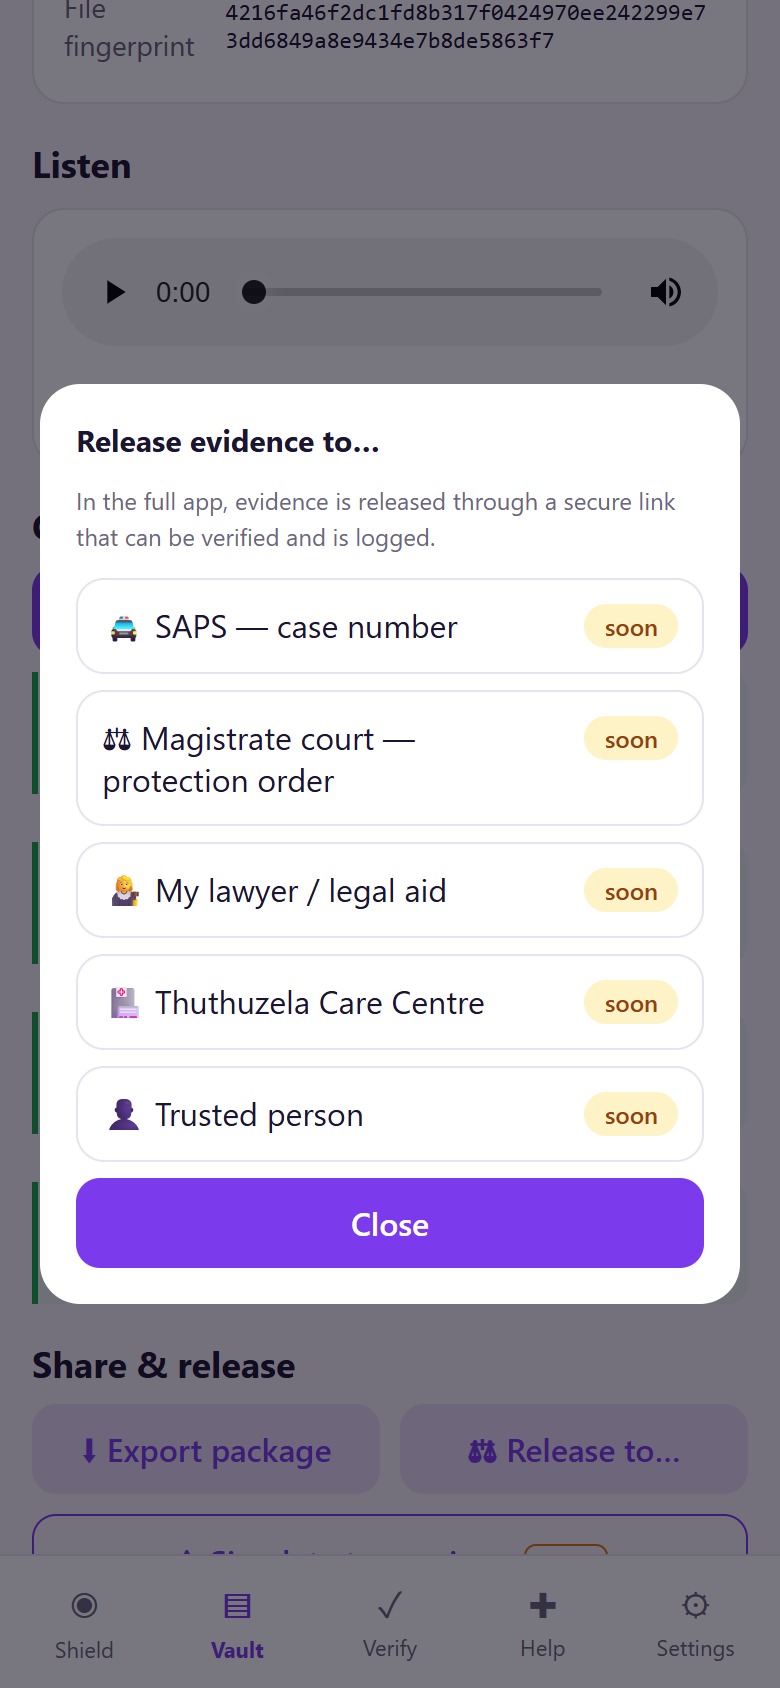 File
fingerprint
4216fa46f2dc1fd8b317f0424970ee242299e7
3dd6849a8e9434e7b8de5863f7
Listen
0:00
Release evidence to...
In the full app, evidence is released through a secure link
that can be verified and is logged.
SAPS — case number
soon
Magistrate court —
protection order
soon
My lawyer / legal aid
soon
Thuthuzela Care Centre
soon
Trusted person
soon
Close
Share & release
Export package
Release to...
Shield
Vault
Verify
Help
Settings